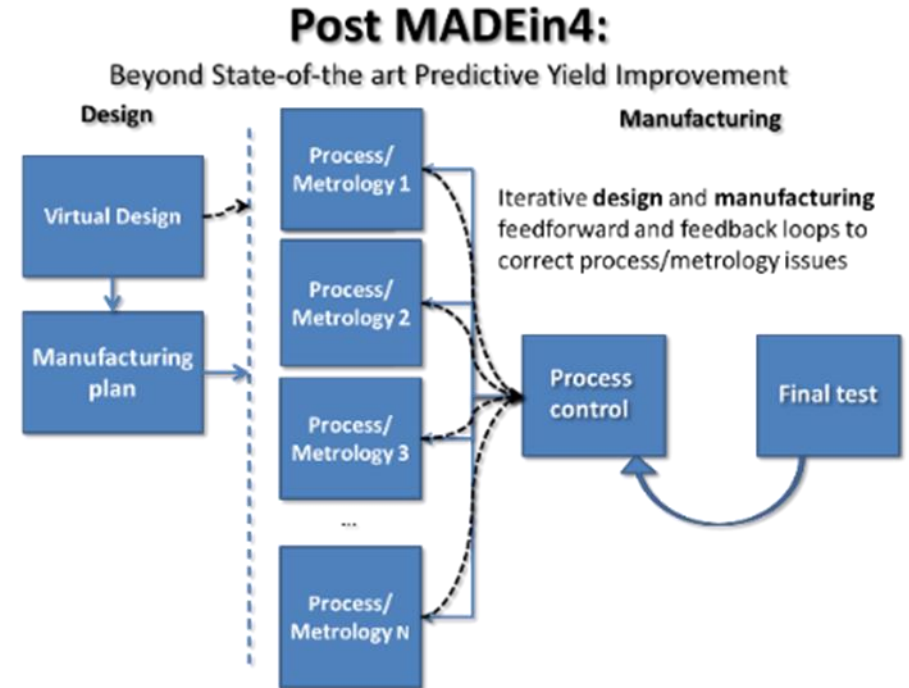 Post MADEin4:
Beyond State-of-the art Predictive Yield Improvement
Design
Manufacturing
Virtual Design
Manufacturing
plan
Process/
Metrology 1
Process/
Metrology 2
Process/
Metrology 3
...
Process/
Metrology N
Iterative design and manufacturing
feedforward and feedback loops to
correct process/metrology issues
Process
control
Final test